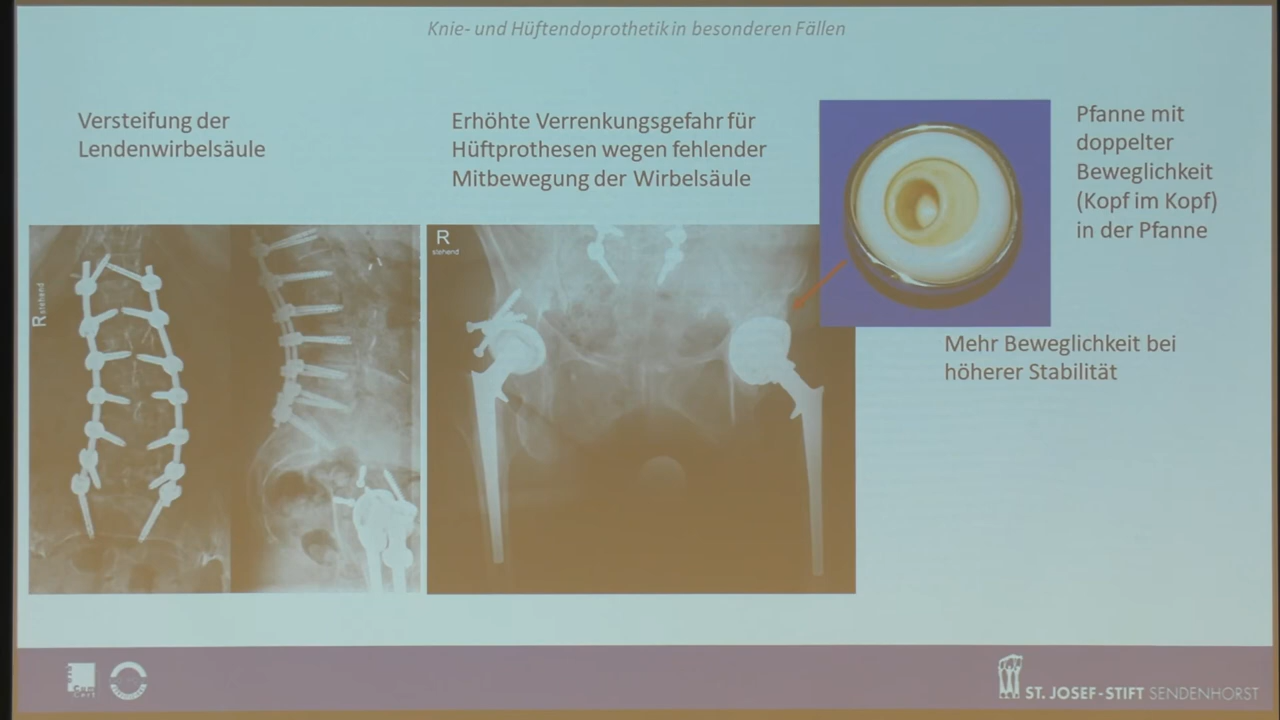 Knie- und Hüftendoprothetik in besonderen Fällen
Versteifung der
Lendenwirbelsäule
Erhöhte Verrenkungsgefahr für
Hüftprothesen wegen fehlender
Mitbewegung der Wirbelsäule
Pfanne mit
doppelter
Beweglichkeit
(Kopf im Kopf)
in der Pfanne
Mehr Beweglichkeit bei
höherer Stabilität
R stehend
R
stehend
ST. JOSEF-STIFT SENDENHORST